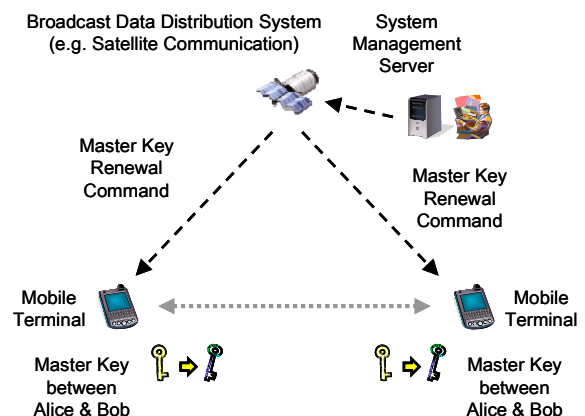 Broadcast Data Distribution System
(e.g. Satellite Communication)
System
Management
Server
Master Key
Renewal
Command
Master Key
Renewal
Command
Mobile
Terminal
Mobile
Terminal
Master Key
between
Alice & Bob
Master Key
between
Alice & Bob